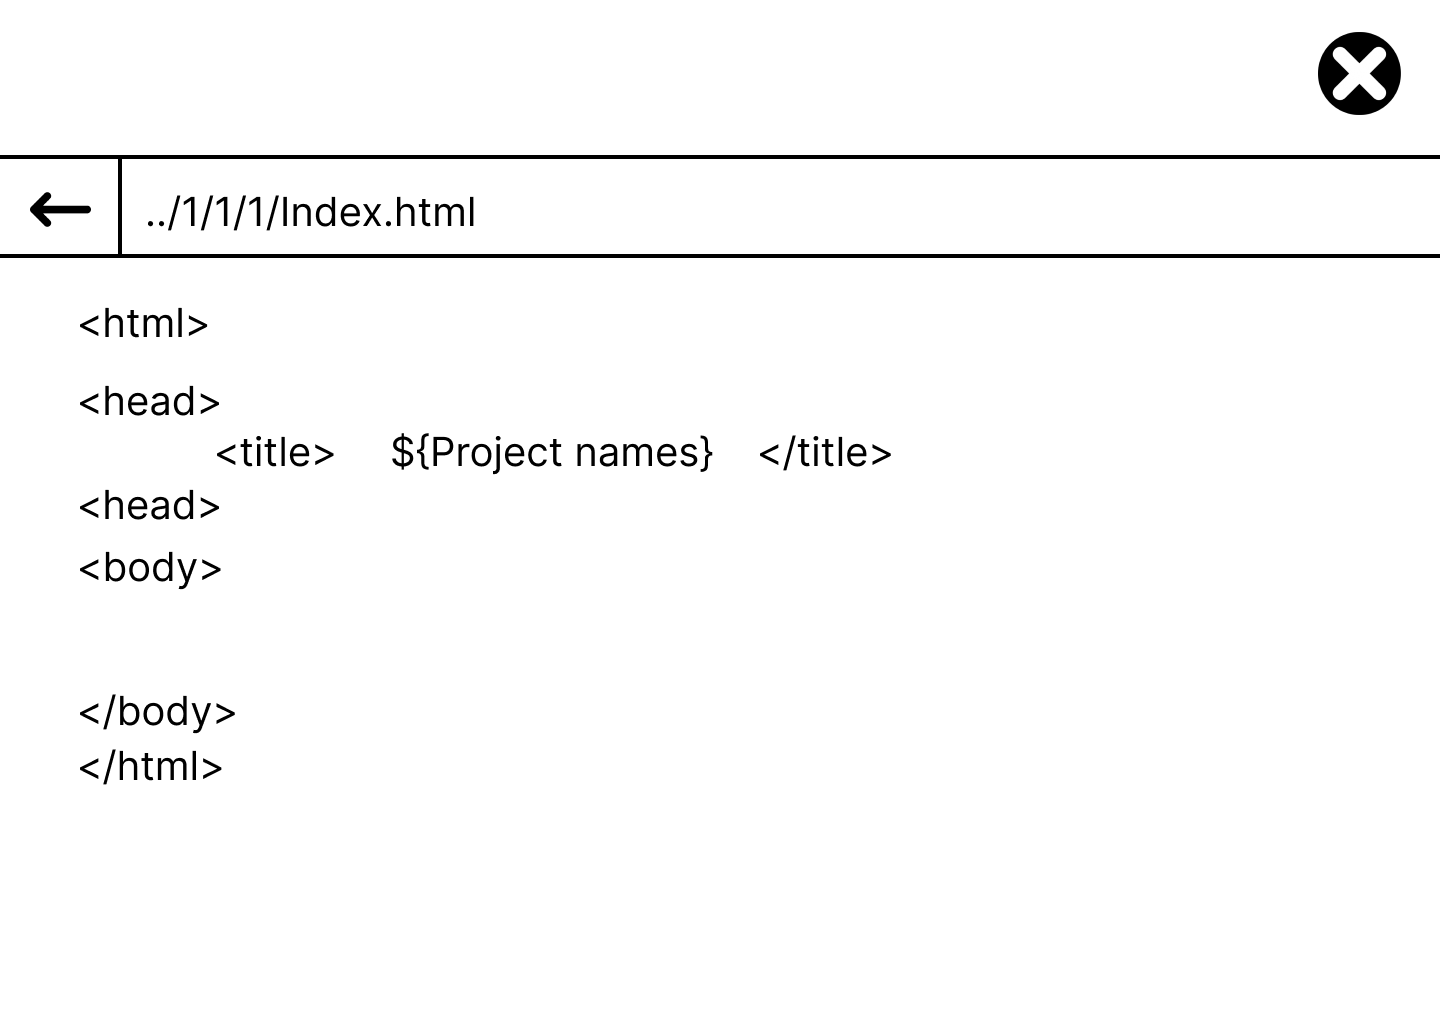 ../1/1/1/Index.html
<html>
<head>
<title> ${Project names} </title>
<head>
<body>
</body>
</html>